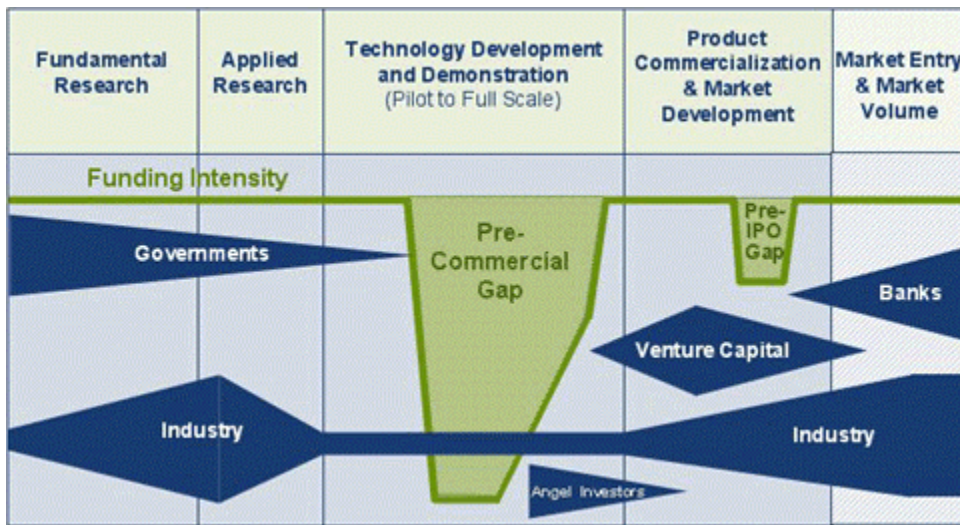 Fundamental
Research
Applied
Research
Technology Development
and Demonstration
(Pilot to Full Scale)
Product
Commercialization
& Market
Development
Market Entry
& Market
Volume
Funding Intensity
Governments
Pre-
Commercial
Gap
Pre-
IPO
Gap
Banks
Venture Capital
Industry
Industry
Angel Investors